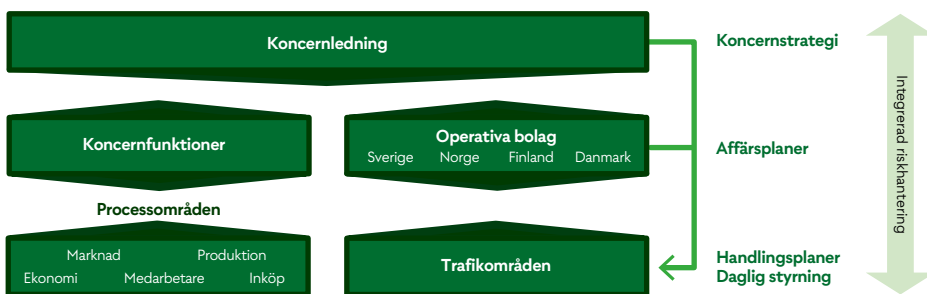 Koncernledning
Koncernstrategi
Koncernfunktioner
Operativa bolag
Sverige Norge Finland Danmark
Affärsplaner
Processområden
Marknad Produktion
Ekonomi Medarbetare Inköp
Trafikområden
Handlingsplaner
Daglig styrning
Integrerad riskhantering